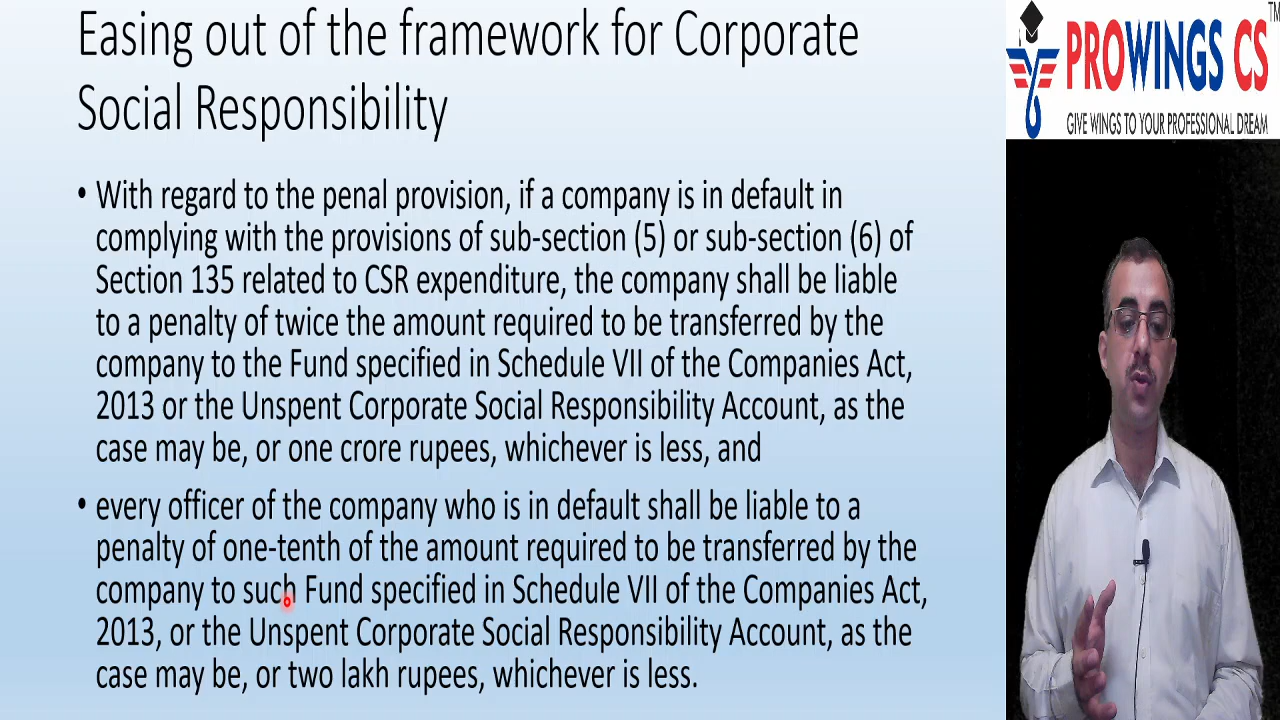 Easing out of the framework for Corporate
Social Responsibility
• With regard to the penal provision, if a company is in default in
complying with the provisions of sub-section (5) or sub-section (6) of
Section 135 related to CSR expenditure, the company shall be liable
to a penalty of twice the amount required to be transferred by the
company to the Fund specified in Schedule VII of the Companies Act,
2013 or the Unspent Corporate Social Responsibility Account, as the
case may be, or one crore rupees, whichever is less, and
• every officer of the company who is in default shall be liable to a
penalty of one-tenth of the amount required to be transferred by the
company to such Fund specified in Schedule VII of the Companies Act,
2013, or the Unspent Corporate Social Responsibility Account, as the
case may be, or two lakh rupees, whichever is less.
TM
PROWINGS CS
GIVE WINGS TO YOUR PROFESSIONAL DREAM